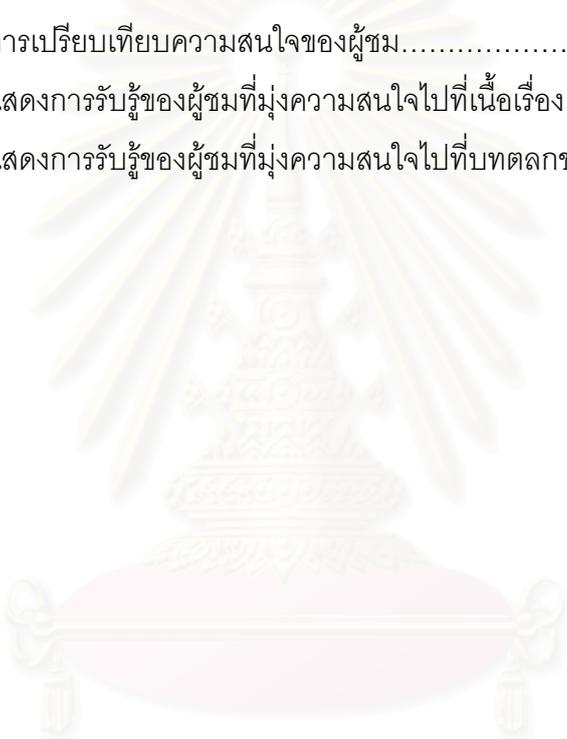 ารเปรียบเทียบความสนใจของผู้ชม………………
สดงการรับรู้ของผู้ชมที่มุ่งความสนใจไปที่เนื้อเรื่อง
สดงการรับรู้ของผู้ชมที่มุ่งความสนใจไปที่บทตลกข